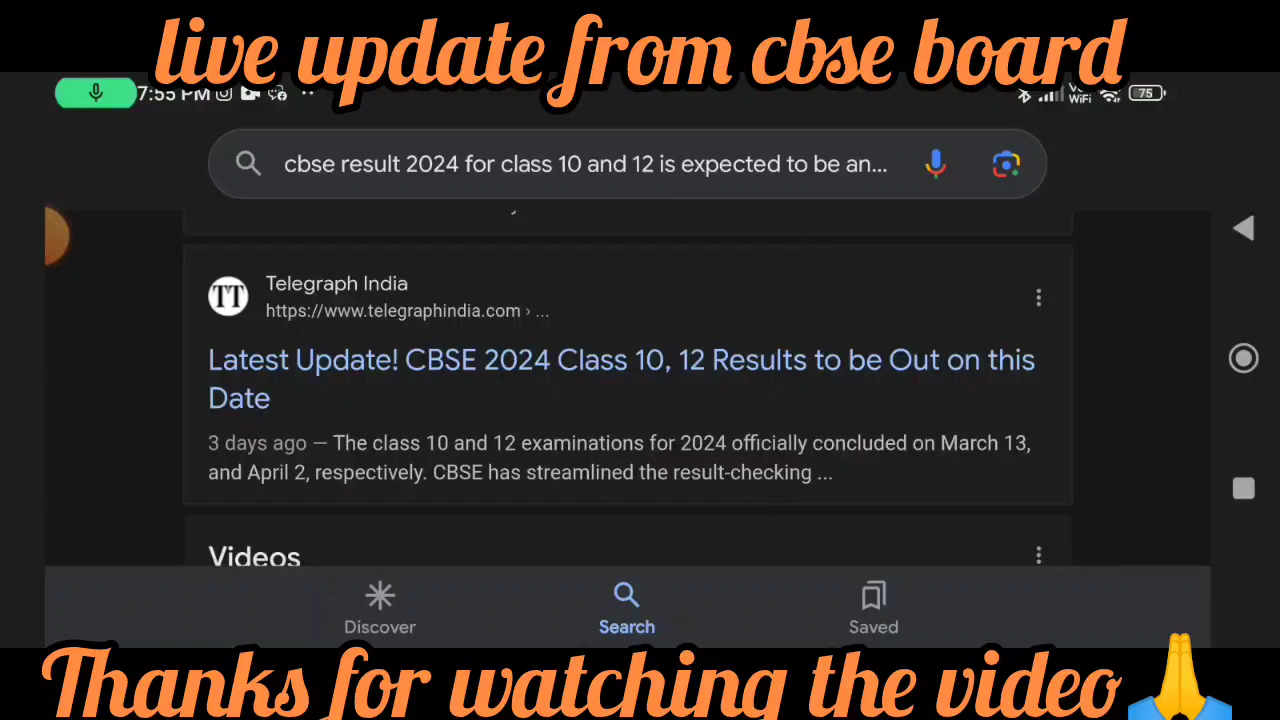 live update from cbse board
7:55 PM
Vo WiFi 75
cbse result 2024 for class 10 and 12 is expected to be an...
TT
Telegraph India
https://www.telegraphindia.com › ...
Latest Update! CBSE 2024 Class 10, 12 Results to be Out on this
Date
3 days ago — The class 10 and 12 examinations for 2024 officially concluded on March 13,
and April 2, respectively. CBSE has streamlined the result-checking ...
Videos
Discover
Search
Saved
Thanks for watching the video🙏